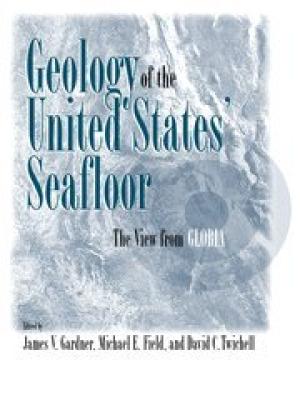 Geology of the
United States'
Seafloor
The View from GLORIA
Edited by
James V. Gardner, Michael E. Field, and David C. Twichell